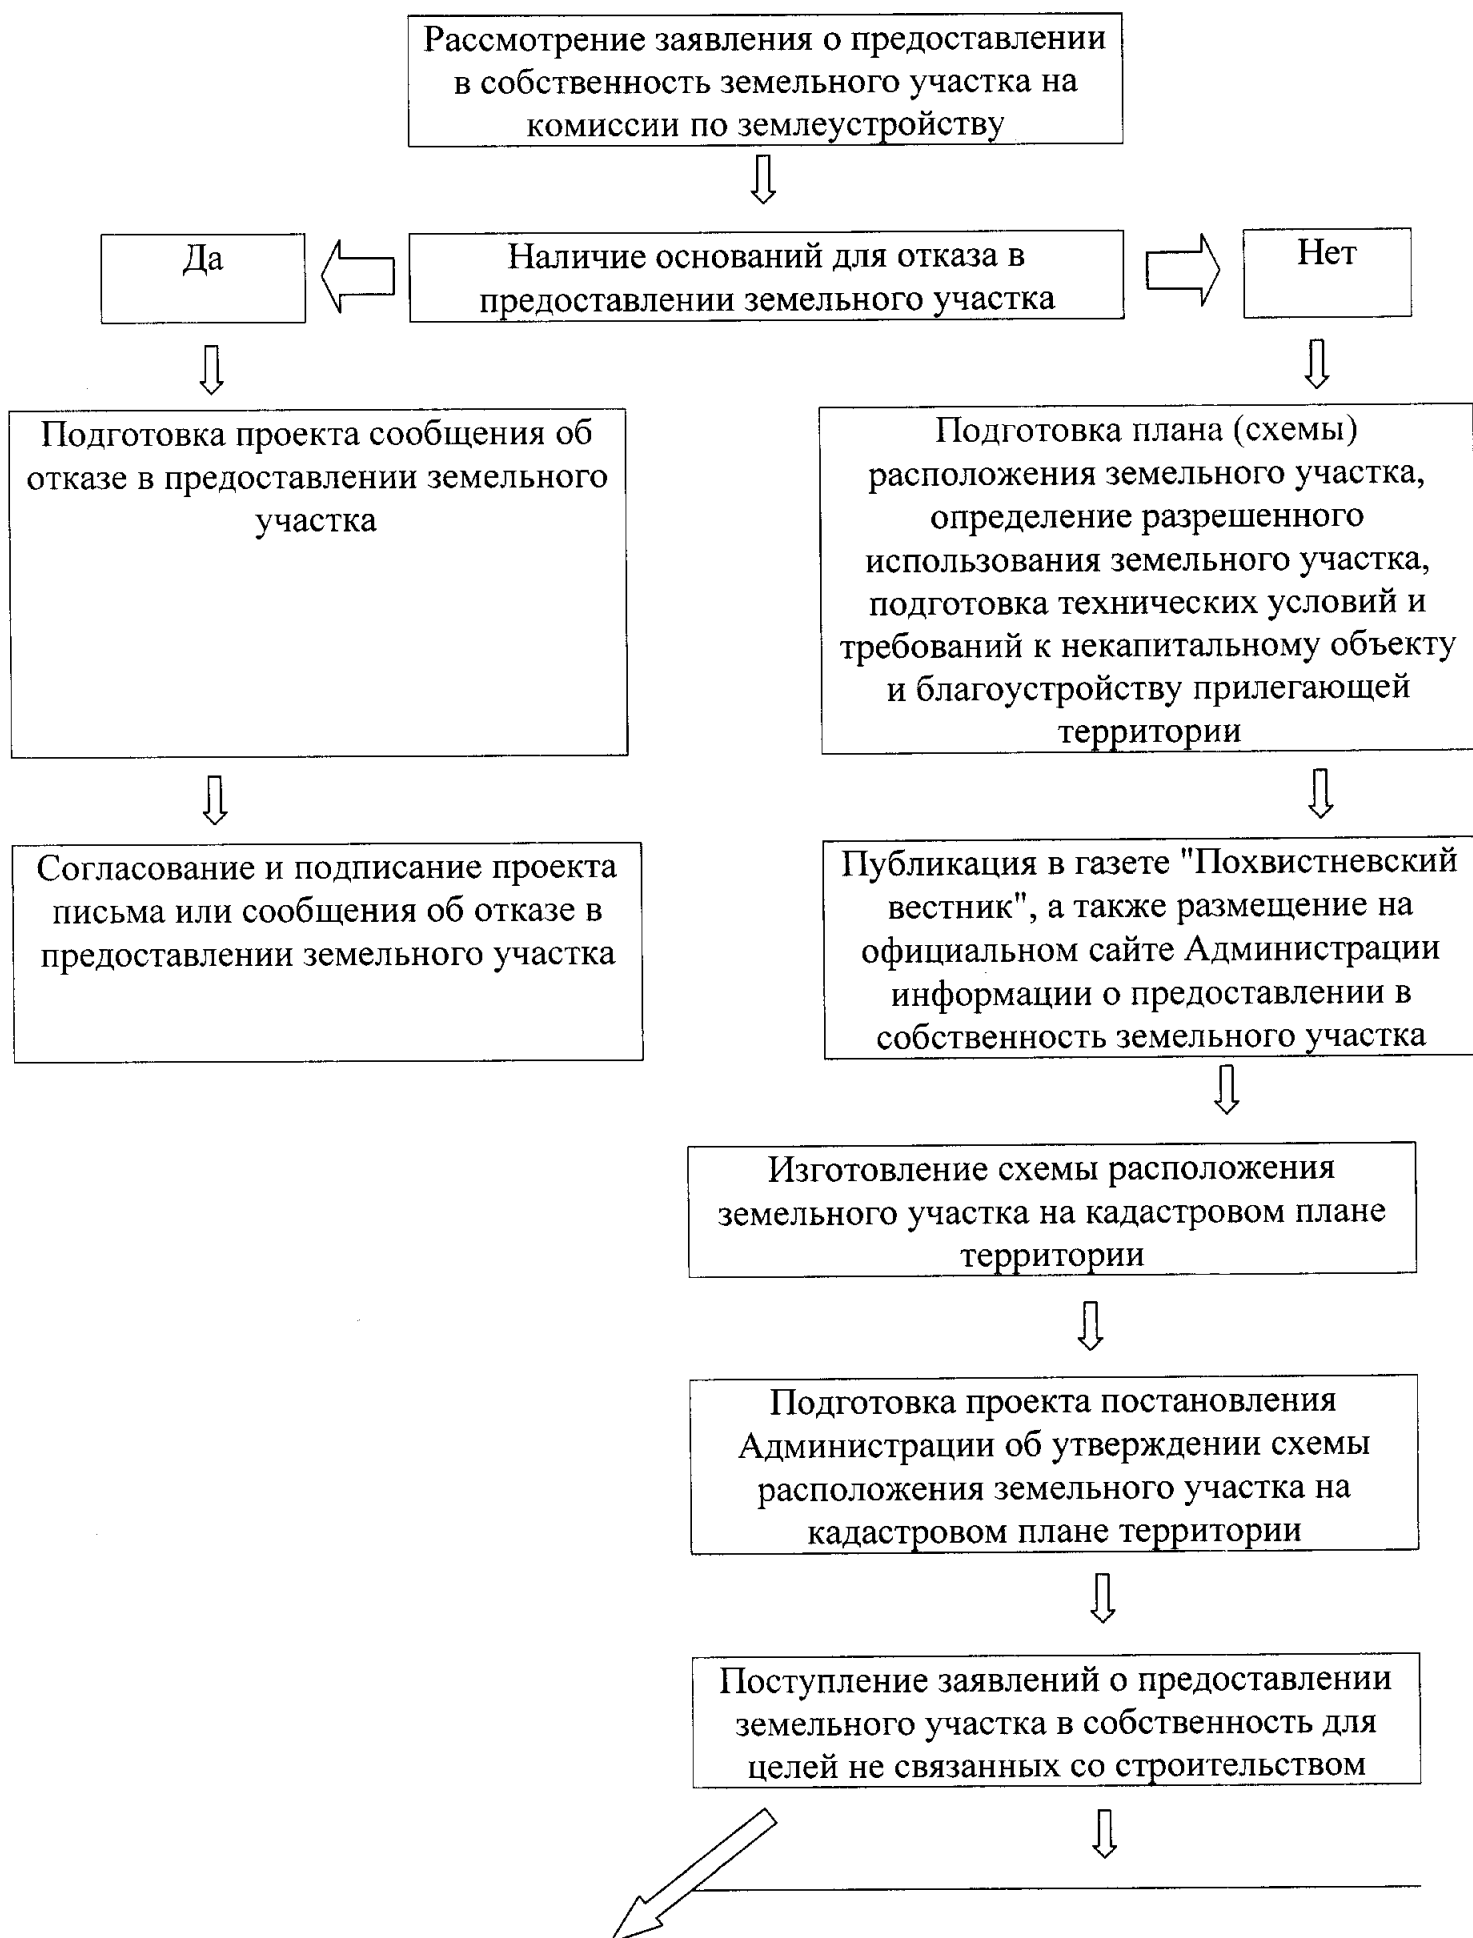 Рассмотрение заявления о предоставлении
в собственность земельного участка на
комиссии по землеустройству
Да
Наличие оснований для отказа в
предоставлении земельного участка
Нет
Подготовка проекта сообщения об
отказе в предоставлении земельного
участка
Подготовка плана (схемы)
расположения земельного участка,
определение разрешенного
использования земельного участка,
подготовка технических условий и
требований к некапитальному объекту
и благоустройству прилегающей
территории
Согласование и подписание проекта
письма или сообщения об отказе в
предоставлении земельного участка
Публикация в газете "Похвистневский
вестник", а также размещение на
официальном сайте Администрации
информации о предоставлении в
собственность земельного участка
Изготовление схемы расположения
земельного участка на кадастровом плане
территории
Подготовка проекта постановления
Администрации об утверждении схемы
расположения земельного участка на
кадастровом плане территории
Поступление заявлений о предоставлении
земельного участка в собственность для
целей не связанных со строительством